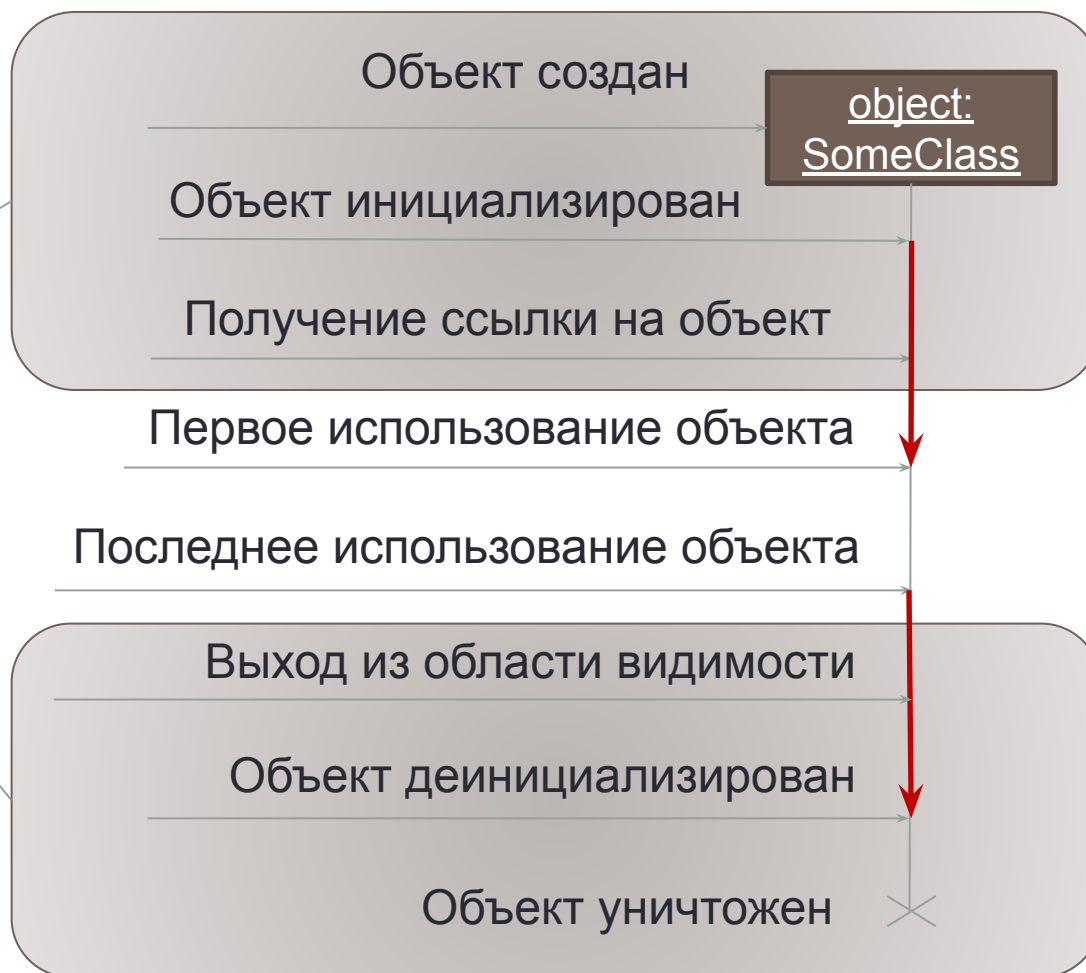 Объект создан
object:
SomeClass
Объект инициализирован
Получение ссылки на объект
Первое использование объекта
Последнее использование объекта
Выход из области видимости
Объект деинициализирован
Объект уничтожен